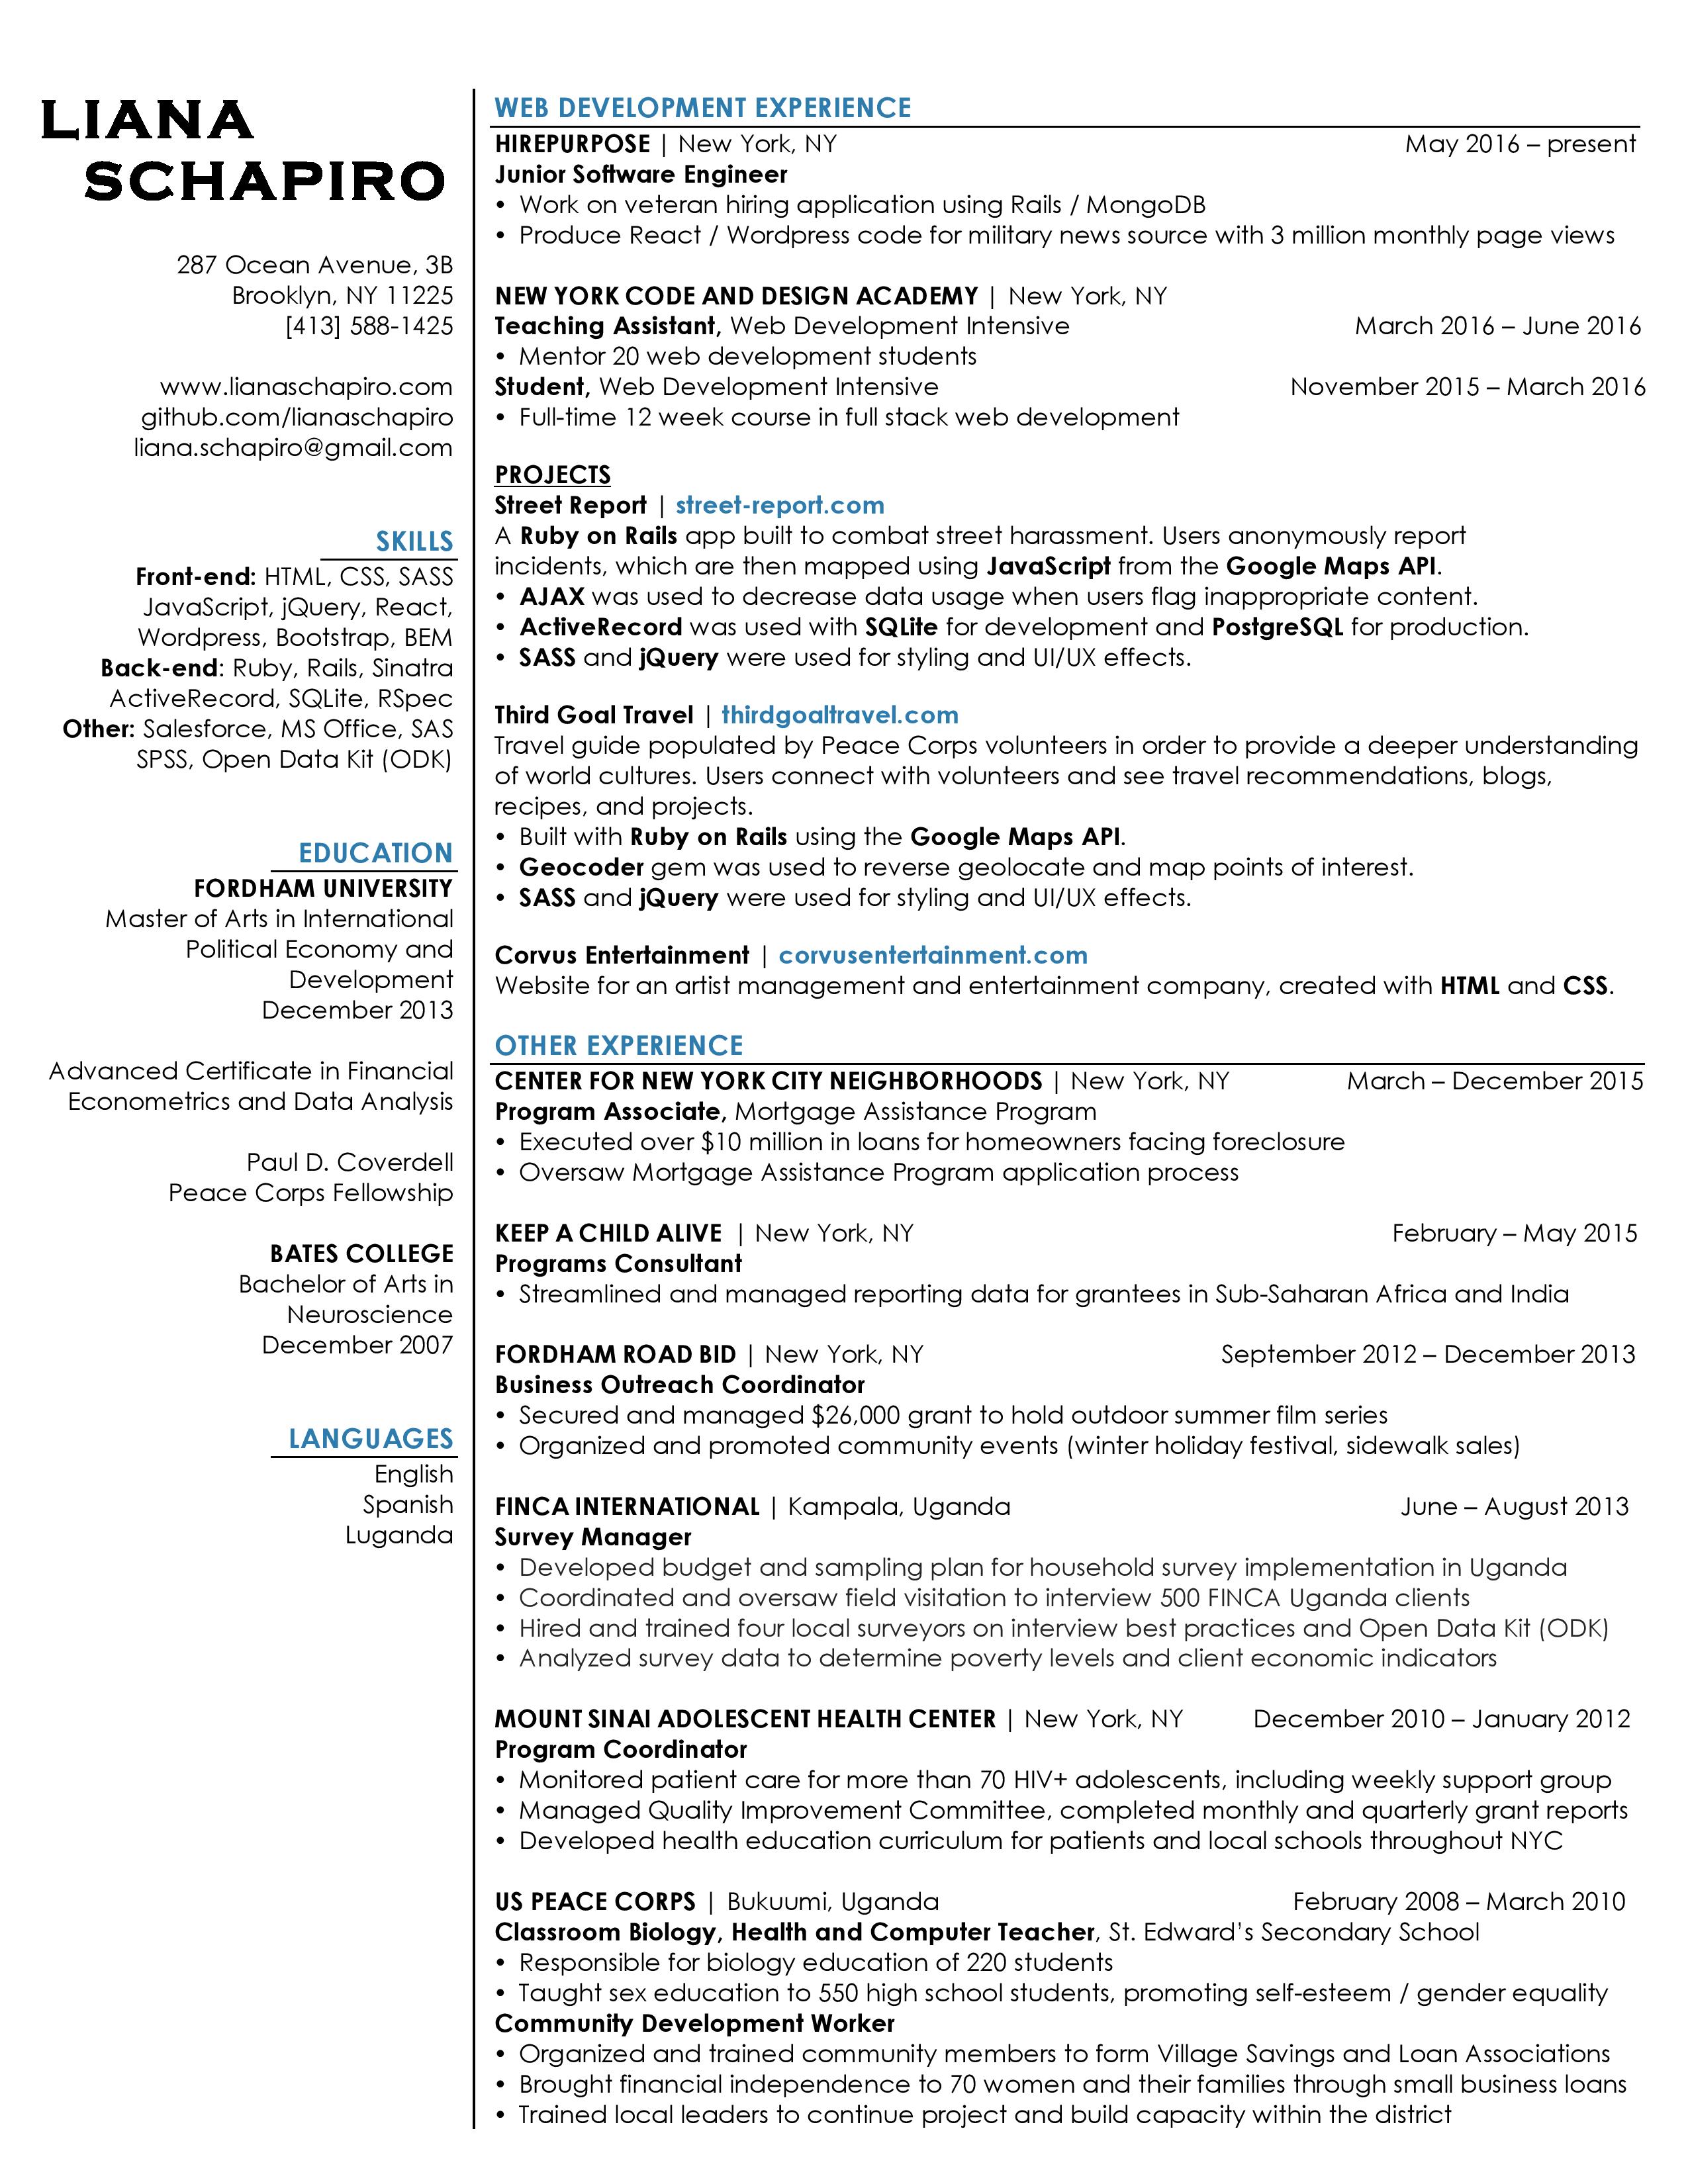 LIANA
SCHAPIRO
287 Ocean Avenue, 3B
Brooklyn, NY 11225
[413] 588-1425
www.lianaschapiro.com
github.com/lianaschapiro
liana.schapiro@gmail.com
SKILLS
Front-end: HTML, CSS, SASS
JavaScript, jQuery, React,
Wordpress, Bootstrap, BEM
Back-end: Ruby, Rails, Sinatra
ActiveRecord, SQLite, RSpec
Other: Salesforce, MS Office, SAS
SPSS, Open Data Kit (ODK)
EDUCATION
FORDHAM UNIVERSITY
Master of Arts in International
Political Economy and
Development
December 2013
Advanced Certificate in Financial
Econometrics and Data Analysis
Paul D. Coverdell
Peace Corps Fellowship
BATES COLLEGE
Bachelor of Arts in
Neuroscience
December 2007
LANGUAGES
English
Spanish
Luganda
WEB DEVELOPMENT EXPERIENCE
HIREPURPOSE | New York, NY May 2016 – present
Junior Software Engineer
• Work on veteran hiring application using Rails / MongoDB
• Produce React / Wordpress code for military news source with 3 million monthly page views
NEW YORK CODE AND DESIGN ACADEMY | New York, NY
Teaching Assistant, Web Development Intensive March 2016 – June 2016
• Mentor 20 web development students
Student, Web Development Intensive November 2015 – March 2016
• Full-time 12 week course in full stack web development
PROJECTS
Street Report | street-report.com
A Ruby on Rails app built to combat street harassment. Users anonymously report
incidents, which are then mapped using JavaScript from the Google Maps API.
• AJAX was used to decrease data usage when users flag inappropriate content.
• ActiveRecord was used with SQLite for development and PostgreSQL for production.
• SASS and jQuery were used for styling and UI/UX effects.
Third Goal Travel | thirdgoaltravel.com
Travel guide populated by Peace Corps volunteers in order to provide a deeper understanding
of world cultures. Users connect with volunteers and see travel recommendations, blogs,
recipes, and projects.
• Built with Ruby on Rails using the Google Maps API.
• Geocoder gem was used to reverse geolocate and map points of interest.
• SASS and jQuery were used for styling and UI/UX effects.
Corvus Entertainment | corvusentertainment.com
Website for an artist management and entertainment company, created with HTML and CSS.
OTHER EXPERIENCE
CENTER FOR NEW YORK CITY NEIGHBORHOODS | New York, NY March – December 2015
Program Associate, Mortgage Assistance Program
• Executed over $10 million in loans for homeowners facing foreclosure
• Oversaw Mortgage Assistance Program application process
KEEP A CHILD ALIVE | New York, NY February – May 2015
Programs Consultant
• Streamlined and managed reporting data for grantees in Sub-Saharan Africa and India
FORDHAM ROAD BID | New York, NY September 2012 – December 2013
Business Outreach Coordinator
• Secured and managed $26,000 grant to hold outdoor summer film series
• Organized and promoted community events (winter holiday festival, sidewalk sales)
FINCA INTERNATIONAL | Kampala, Uganda June – August 2013
Survey Manager
• Developed budget and sampling plan for household survey implementation in Uganda
• Coordinated and oversaw field visitation to interview 500 FINCA Uganda clients
• Hired and trained four local surveyors on interview best practices and Open Data Kit (ODK)
• Analyzed survey data to determine poverty levels and client economic indicators
MOUNT SINAI ADOLESCENT HEALTH CENTER | New York, NY December 2010 – January 2012
Program Coordinator
• Monitored patient care for more than 70 HIV+ adolescents, including weekly support group
• Managed Quality Improvement Committee, completed monthly and quarterly grant reports
• Developed health education curriculum for patients and local schools throughout NYC
US PEACE CORPS | Bukuumi, Uganda February 2008 – March 2010
Classroom Biology, Health and Computer Teacher, St. Edward’s Secondary School
• Responsible for biology education of 220 students
• Taught sex education to 550 high school students, promoting self-esteem / gender equality
Community Development Worker
• Organized and trained community members to form Village Savings and Loan Associations
• Brought financial independence to 70 women and their families through small business loans
• Trained local leaders to continue project and build capacity within the district